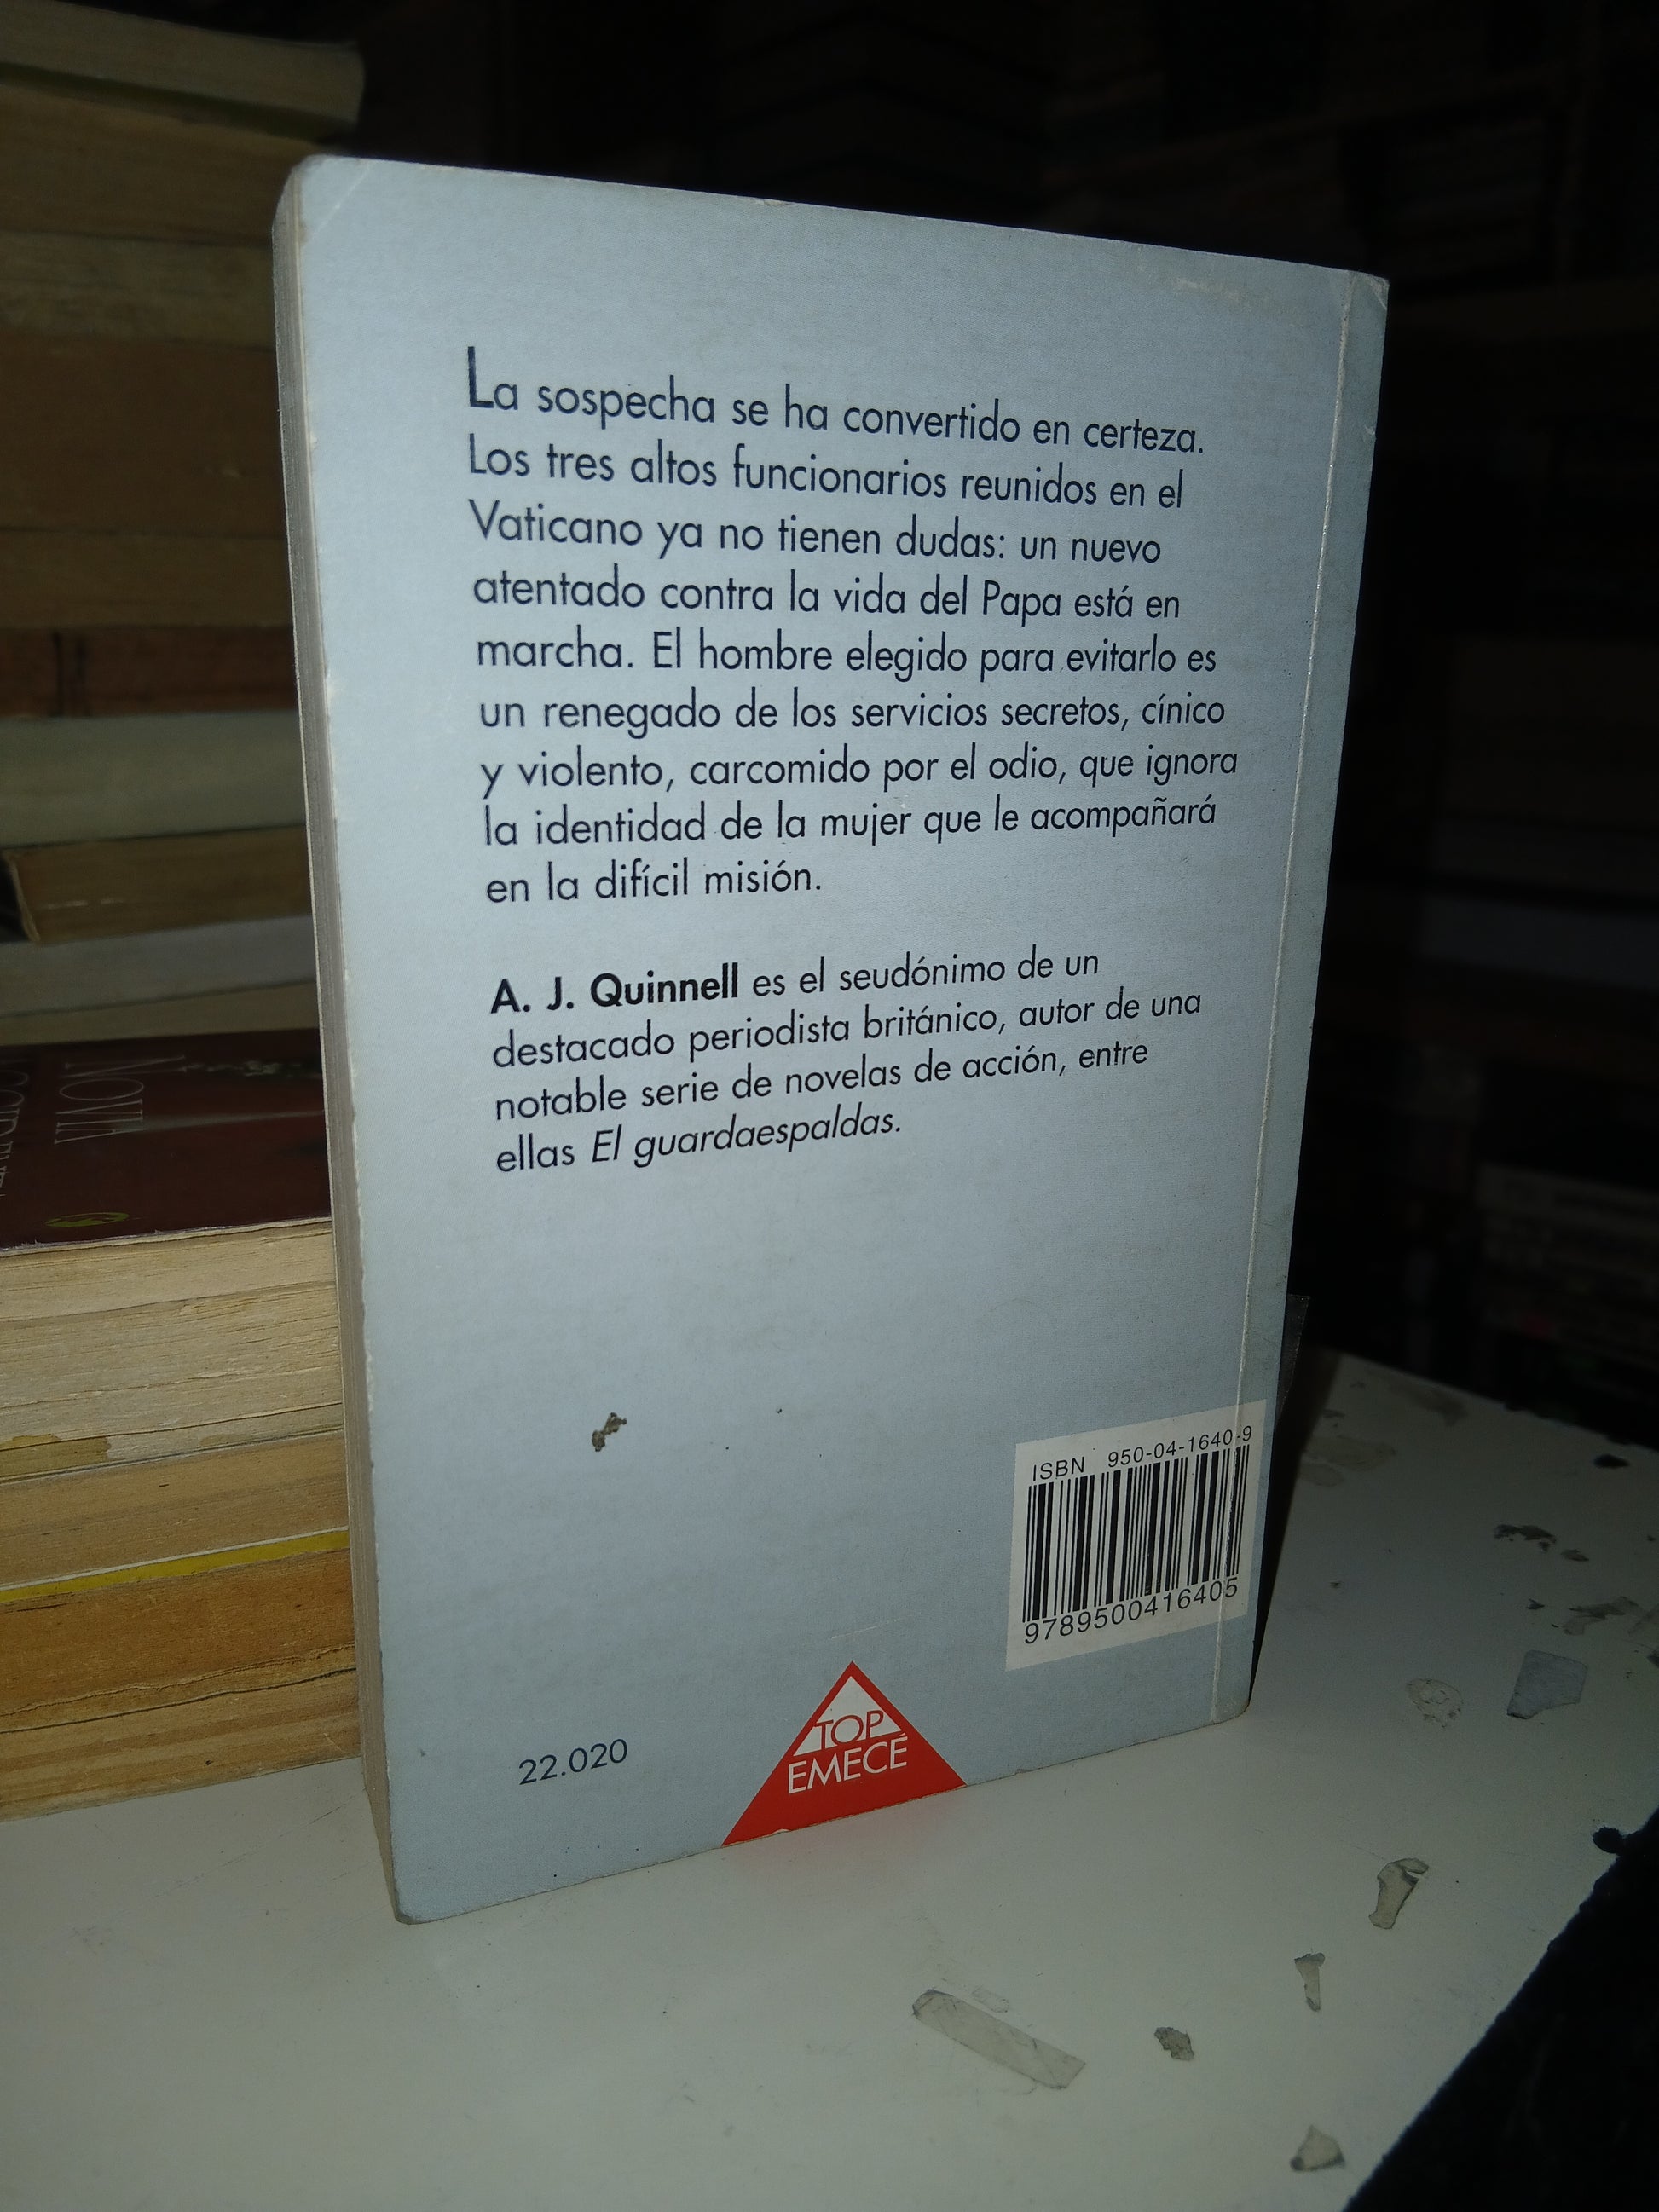 La sospecha se ha convertido en certeza.
Los tres altos funcionarios reunidos en el
Vaticano ya no tienen dudas: un nuevo
atentado contra la vida del Papa está en
marcha. El hombre elegido para evitarlo es
un renegado de los servicios secretos, cínico
y violento, carcomido por el odio, que ignora
la identidad de la mujer que le acompañará
en la difícil misión.
A. J. Quinnell es el seudónimo de un
destacado periodista británico, autor de una
notable serie de novelas de acción, entre
ellas El guardaespaldas.
ISBN 950-04-1640-9
9789500416405
22.020
TOP
EMECÉ
NOVIA